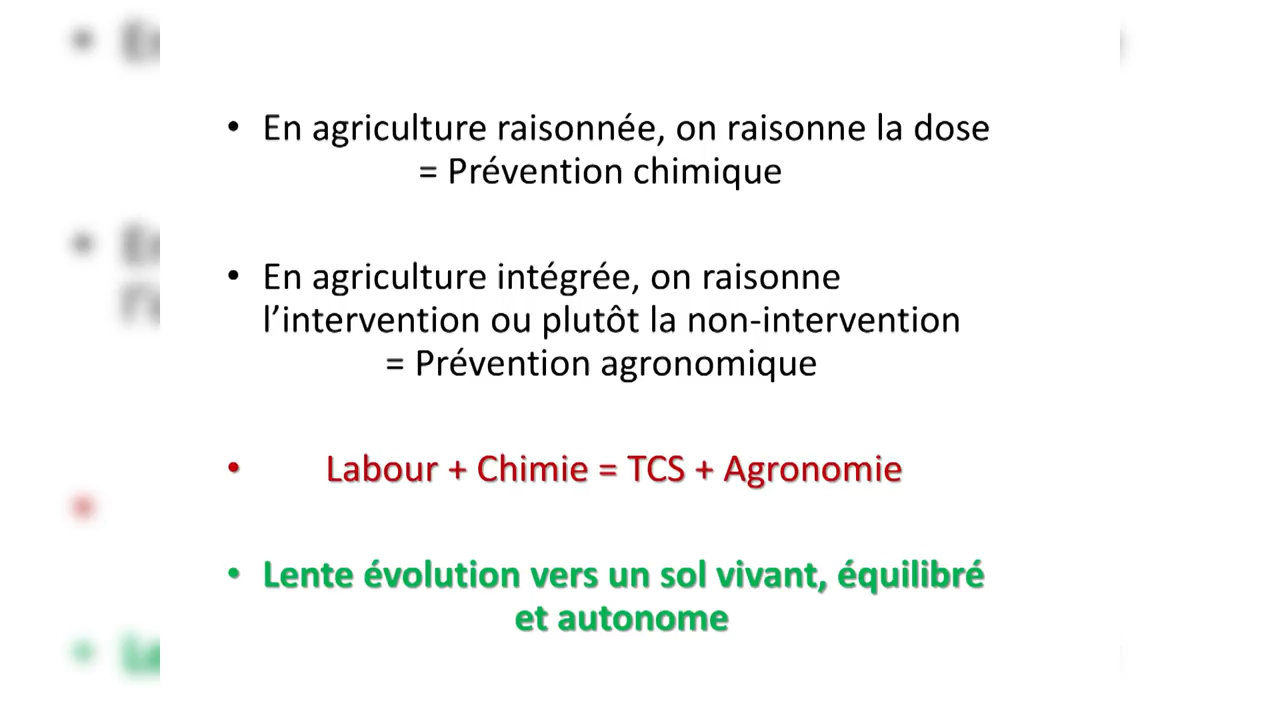 • En agriculture raisonnée, on raisonne la dose
= Prévention chimique
• En agriculture intégrée, on raisonne
l’intervention ou plutôt la non-intervention
= Prévention agronomique
• Labour + Chimie = TCS + Agronomie
• Lente évolution vers un sol vivant, équilibré
et autonome